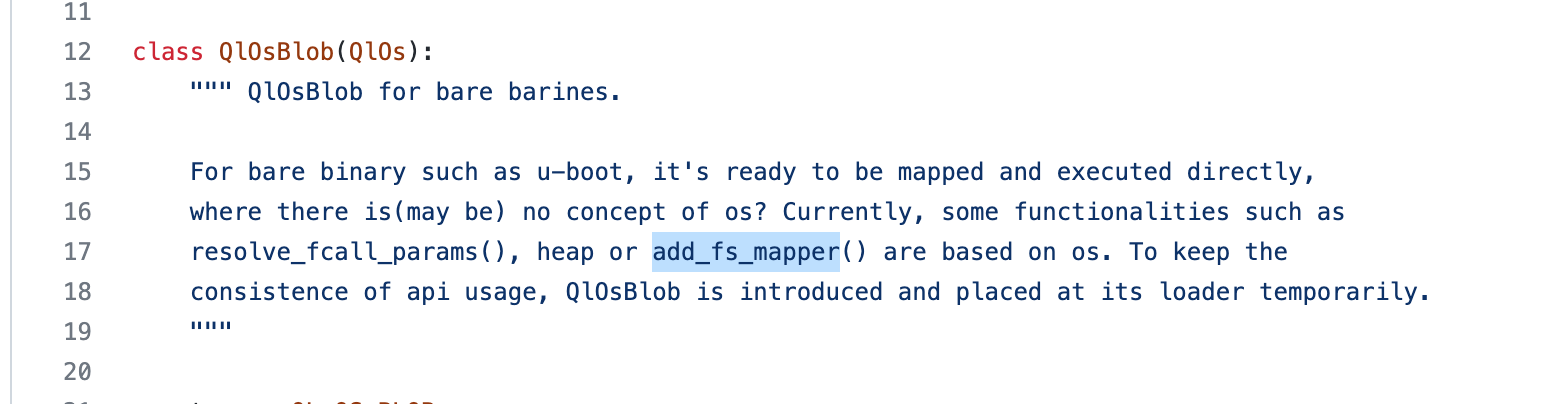 11
12 class QlOsBlob(QlOs):
13 """ QlOsBlob for bare barines.
14
15 For bare binary such as u-boot, it's ready to be mapped and executed directly,
16 where there is(may be) no concept of os? Currently, some functionalities such as
17 resolve_fcall_params(), heap or add_fs_mapper() are based on os. To keep the
18 consistence of api usage, QlOsBlob is introduced and placed at its loader temporarily.
19 """
20